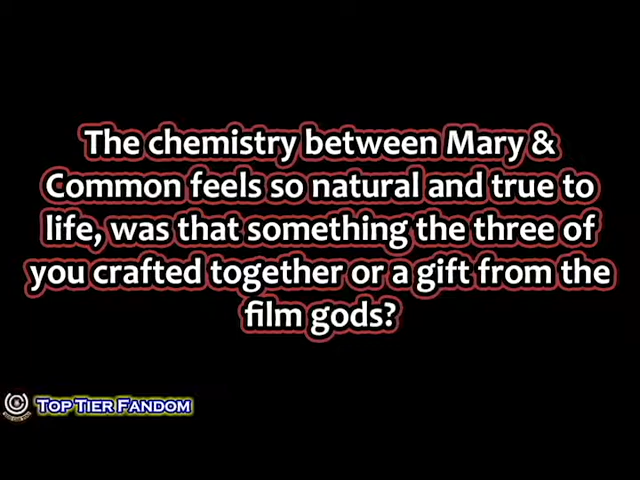 The chemistry between Mary &
Common feels so natural and true to
life, was that something the three of
you crafted together or a gift from the
film gods?
Top Tier Fandom